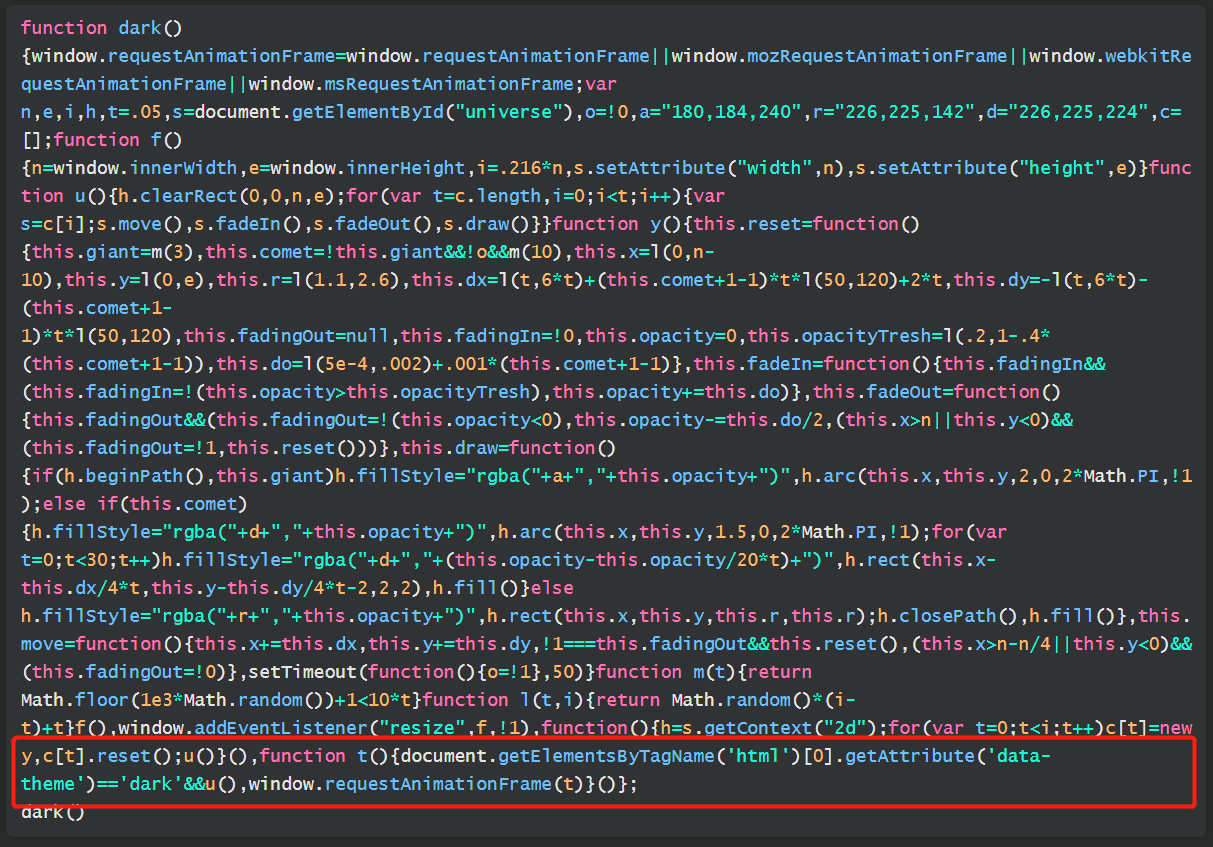 function dark()
{window.requestAnimationFrame=window.requestAnimationFrame||window.mozRequestAnimationFrame||window.webkitRe
questAnimationFrame||window.msRequestAnimationFrame;var
n,e,i,h,t=.05,s=document.getElementById("universe"),o=!0,a="180,184,240",r="226,225,142",d="226,225,224",c=
[];function f()
{n=window.innerWidth,e=window.innerHeight,i=.216*n,s.setAttribute("width",n),s.setAttribute("height",e)}func
tion u(){h.clearRect(0,0,n,e);for(var t=c.length,i=0;i<t;i++){var
s=c[i];s.move(),s.fadeIn(),s.fadeOut(),s.draw()}}function y(){this.reset=function()
{this.giant=m(3),this.comet=!this.giant&&!o&&m(10),this.x=l(0,n-
10),this.y=l(0,e),this.r=l(1.1,2.6),this.dx=l(t,6*t)+(this.comet+1-1)*t*l(50,120)+2*t,this.dy=-l(t,6*t)-
(this.comet+1-
1)*t*l(50,120),this.fadingOut=null,this.fadingIn=!0,this.opacity=0,this.opacityTresh=l(.2,1-.4*
(this.comet+1-1)),this.do=l(5e-4,.002)+.001*(this.comet+1-1)},this.fadeIn=function(){this.fadingIn&&
(this.fadingIn=!(this.opacity>this.opacityTresh),this.opacity+=this.do)},this.fadeOut=function()
{this.fadingOut&&(this.fadingOut=!(this.opacity<0),this.opacity-=this.do/2,(this.x>n||this.y<0)&&
(this.fadingOut=!1,this.reset()))},this.draw=function()
{if(h.beginPath(),this.giant)h.fillStyle="rgba("+a+","+this.opacity+")",h.arc(this.x,this.y,2,0,2*Math.PI,!1
);else if(this.comet)
{h.fillStyle="rgba("+d+","+this.opacity+")",h.arc(this.x,this.y,1.5,0,2*Math.PI,!1);for(var
t=0;t<30;t++)h.fillStyle="rgba("+d+","+(this.opacity-this.opacity/20*t)+")",h.rect(this.x-
this.dx/4*t,this.y-this.dy/4*t-2,2,2),h.fill()}else
h.fillStyle="rgba("+r+","+this.opacity+")",h.rect(this.x,this.y,this.r,this.r);h.closePath(),h.fill()},this.
move=function(){this.x+=this.dx,this.y+=this.dy,!1===this.fadingOut&&this.reset(),(this.x>n-n/4||this.y<0)&&
(this.fadingOut=!0)},setTimeout(function(){o=!1},50)}function m(t){return
Math.floor(1e3*Math.random())+1<10*t}function l(t,i){return Math.random()*(i-
t)+t}f(),window.addEventListener("resize",f,!1),function(){h=s.getContext("2d");for(var t=0;t<i;t++)c[t]=new
y,c[t].reset();u()}(),function t(){document.getElementsByTagName('html')[0].getAttribute('data-
theme')=='dark'&&u(),window.requestAnimationFrame(t)}()};
dark()